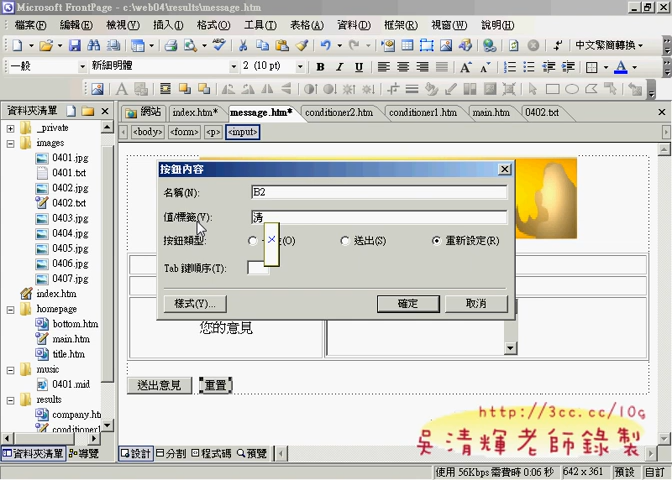 Microsoft FrontPage - c:\web04\results\message.htm
檔案(F) 編輯(E) 檢視(V) 插入(I) 格式(O) 工具(T) 表格(A) 資料(D) 框架(R) 視窗(W) 說明(H)
中文繁簡轉換
一般 新細明體 2 (10 pt) B I U
資料夾清單 網站 index.htm* message.htm* conditioner2.htm conditioner1.htm main.htm 0402.txt
<body> <form> <p> <input>
_private
images
0401.jpg
0401.txt
0402.jpg
0402.txt
0403.jpg
0404.jpg
0405.jpg
0406.jpg
0407.jpg
index.htm
homepage
bottom.htm
main.htm
title.htm
music
0401.mid
results
company.ht
conditioner1
按鈕內容
名稱(N): B2
值/標籤(V): 清
按鈕類型: (O) 送出(S) 重新設定(R)
Tab 鍵順序(T):
樣式(Y)... 確定 取消
您的意見
送出意見 重置
http://3cc.cc/10g
吳清輝老師錄製
資料夾清單 導覽 設計 分割 程式碼 預覽
使用 56Kbps 需費時 0:06 秒 642 x 361 預設 自訂